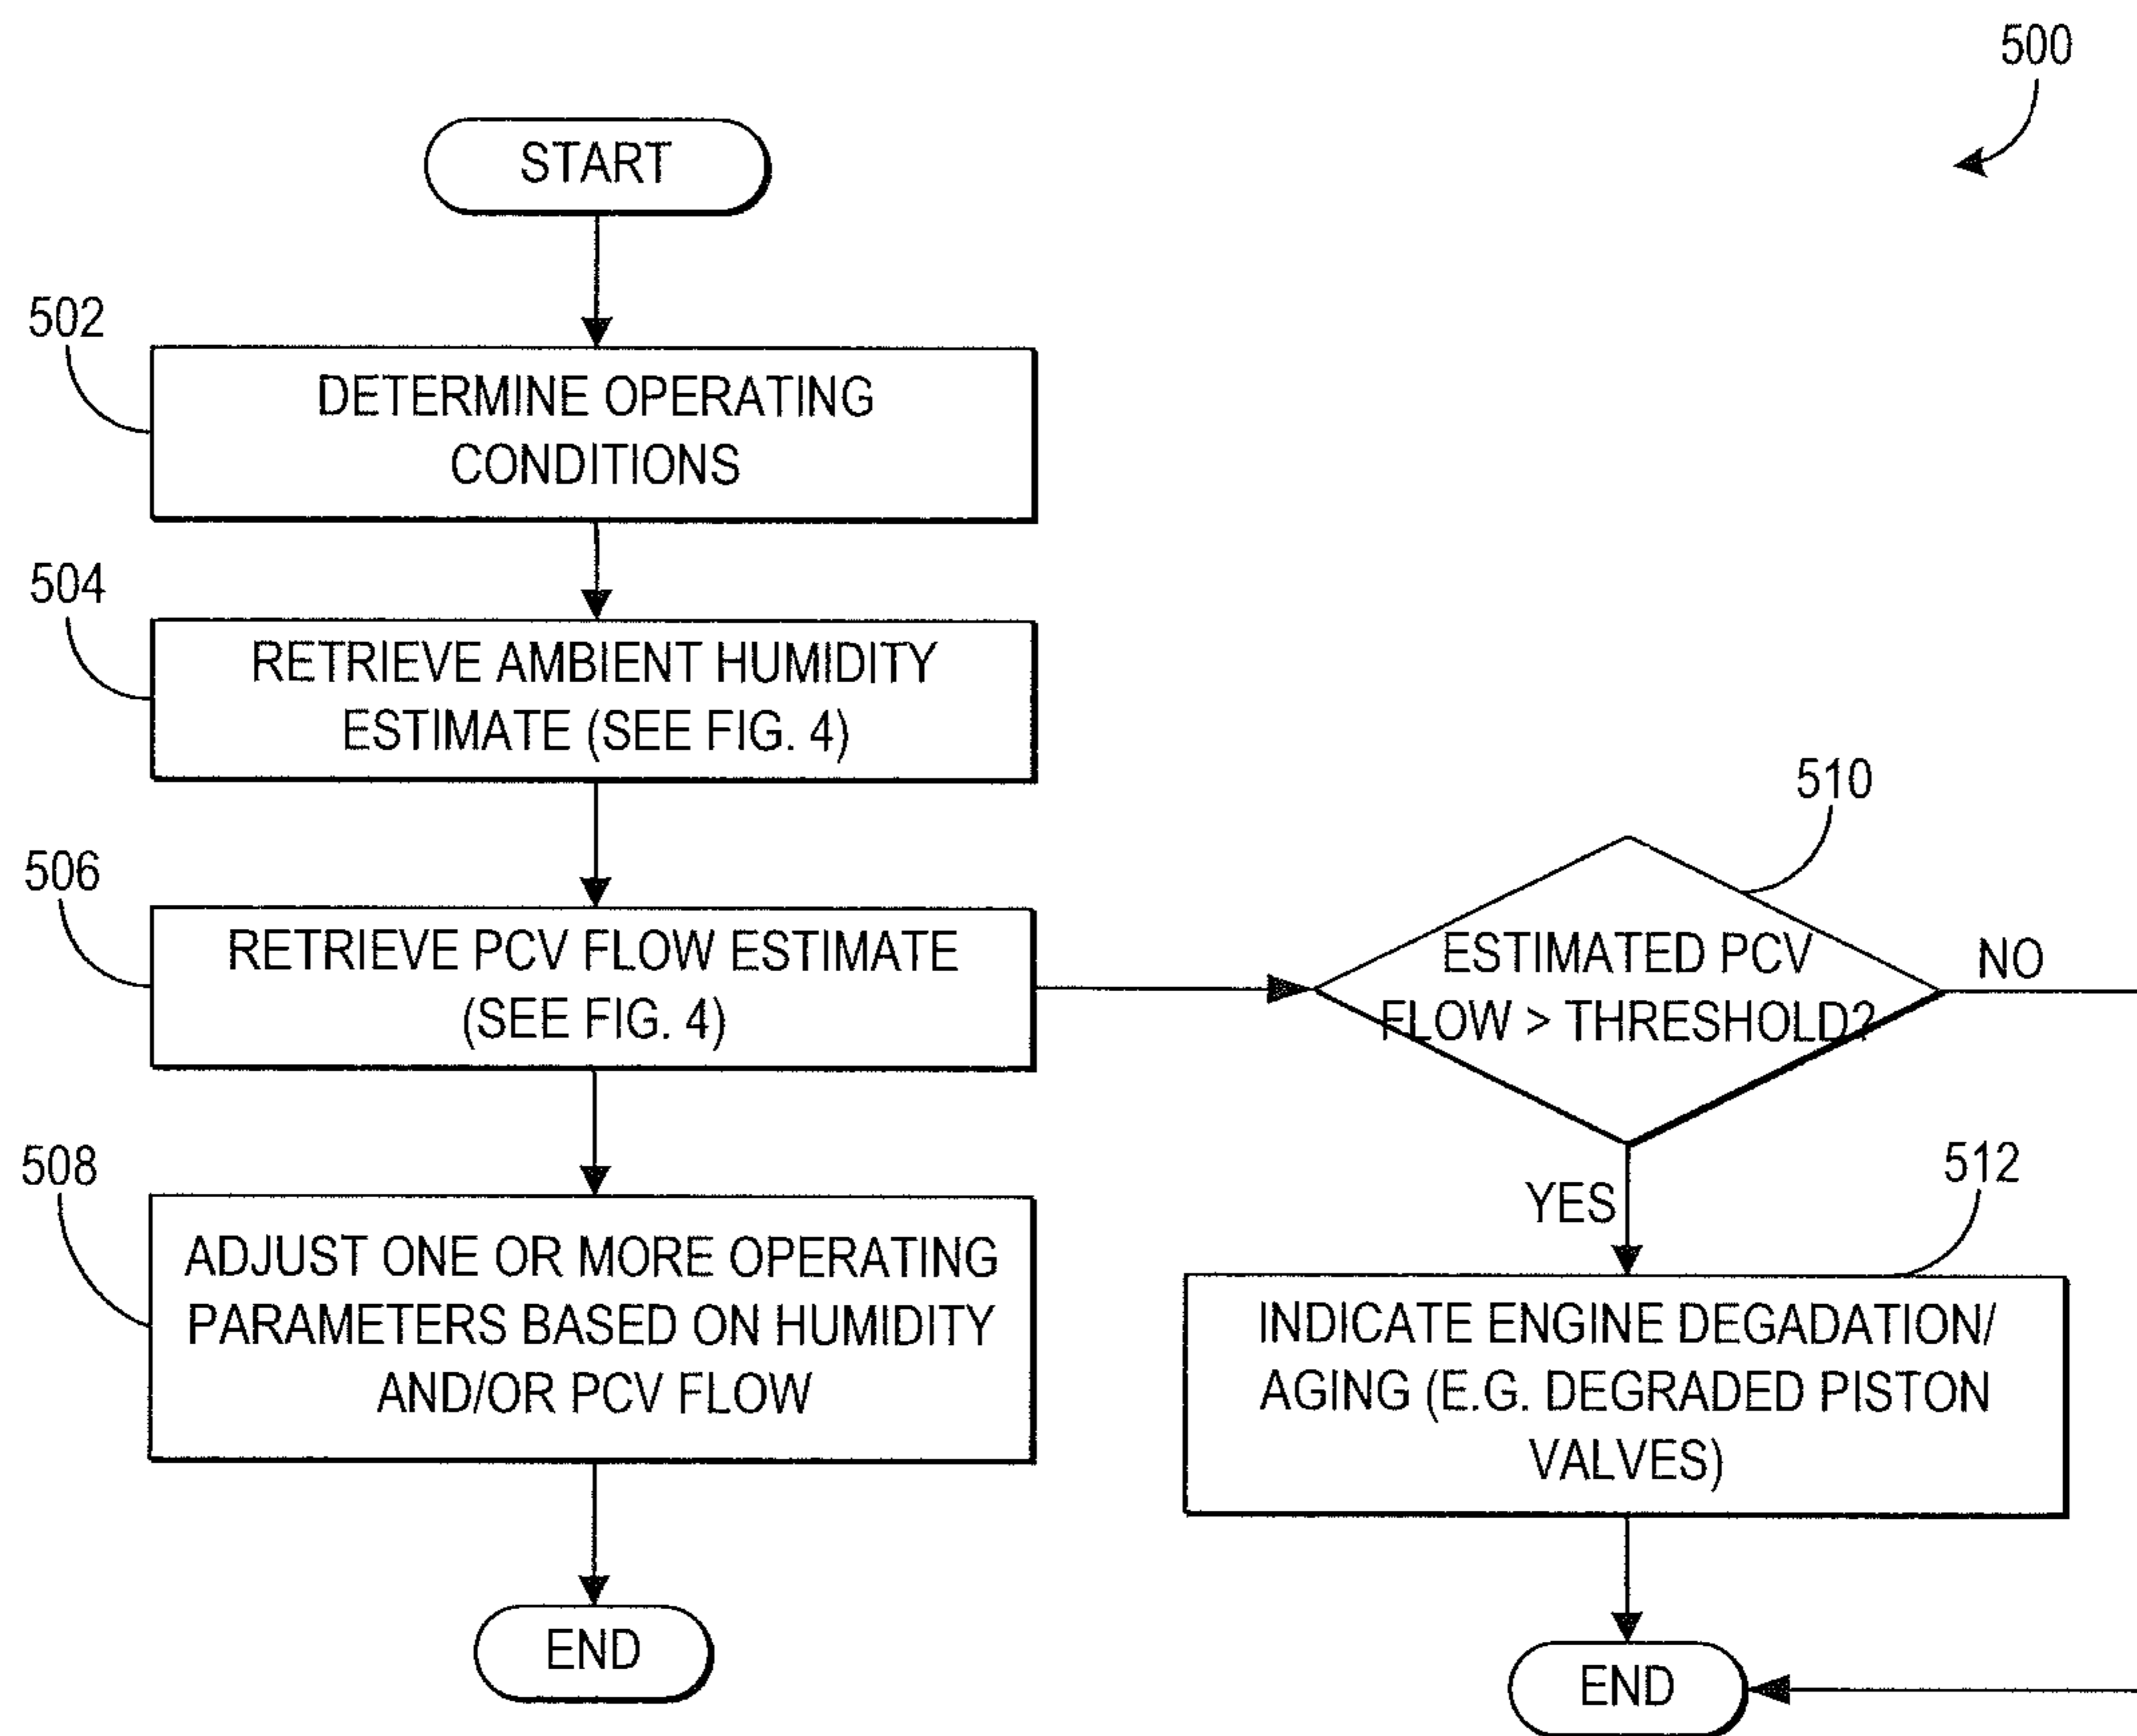 500
START
502
DETERMINE OPERATING
CONDITIONS
504
RETRIEVE AMBIENT HUMIDITY
ESTIMATE (SEE FIG. 4)
506
RETRIEVE PCV FLOW ESTIMATE
(SEE FIG. 4)
510
ESTIMATED PCV
FLOW > THRESHOLD?
NO
YES
508
ADJUST ONE OR MORE OPERATING
PARAMETERS BASED ON HUMIDITY
AND/OR PCV FLOW
512
INDICATE ENGINE DEGADATION/
AGING (E.G. DEGRADED PISTON
VALVES)
END
END